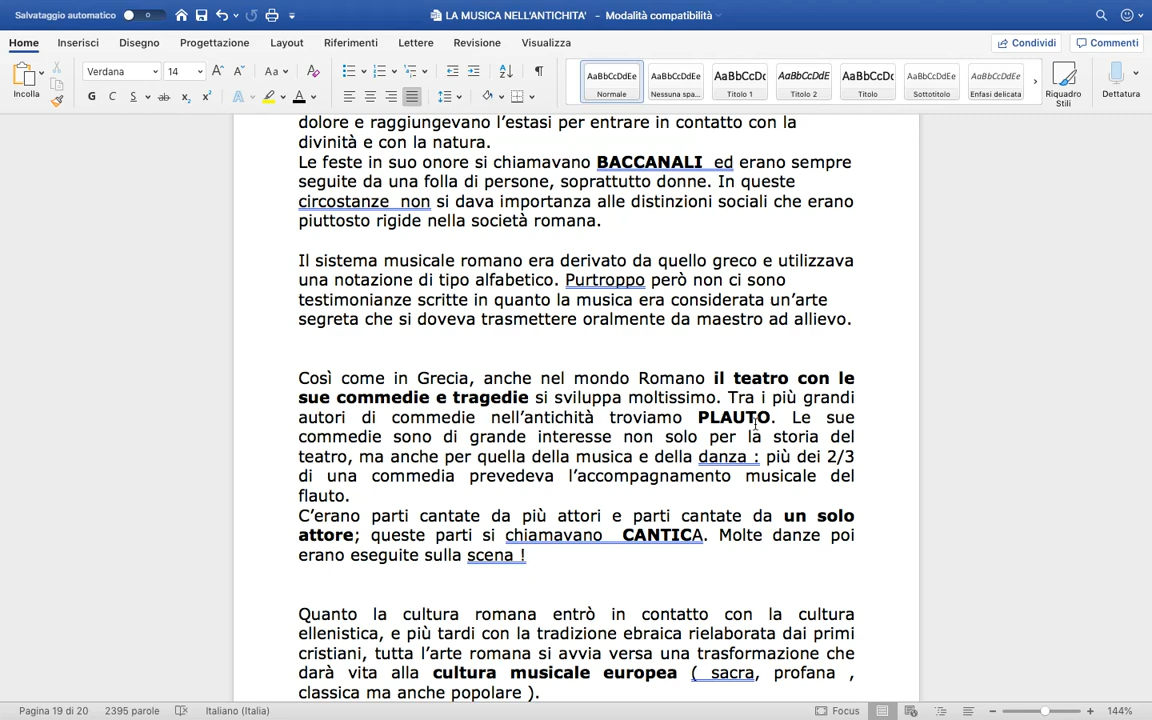 Salvataggio automatico
LA MUSICA NELL'ANTICHITA' - Modalità compatibilità
Home Inserisci Disegno Progettazione Layout Riferimenti Lettere Revisione Visualizza Condividi Commenti
Verdana 14 Aa
AaBbCcDdEe AaBbCcDdEe AaBbCcDc AaBbCcDdE AaBbCcDc AaBbCcDdEe AaBbCcDdEe
Incolla G C S ab x₂ x² A A Normale Nessuna spa... Titolo 1 Titolo 2 Titolo Sottotitolo Enfasi delicata Riquadro Stili Dettatura
dolore e raggiungevano l'estasi per entrare in contatto con la
divinità e con la natura.
Le feste in suo onore si chiamavano BACCANALI ed erano sempre
seguite da una folla di persone, soprattutto donne. In queste
circostanze non si dava importanza alle distinzioni sociali che erano
piuttosto rigide nella società romana.
Il sistema musicale romano era derivato da quello greco e utilizzava
una notazione di tipo alfabetico. Purtroppo però non ci sono
testimonianze scritte in quanto la musica era considerata un'arte
segreta che si doveva trasmettere oralmente da maestro ad allievo.
Così come in Grecia, anche nel mondo Romano il teatro con le
sue commedie e tragedie si sviluppa moltissimo. Tra i più grandi
autori di commedie nell'antichità troviamo PLAUTO. Le sue
commedie sono di grande interesse non solo per la storia del
teatro, ma anche per quella della musica e della danza : più dei 2/3
di una commedia prevedeva l'accompagnamento musicale del
flauto.
C'erano parti cantate da più attori e parti cantate da un solo
attore; queste parti si chiamavano CANTICA. Molte danze poi
erano eseguite sulla scena !
Quanto la cultura romana entrò in contatto con la cultura
ellenistica, e più tardi con la tradizione ebraica rielaborata dai primi
cristiani, tutta l'arte romana si avvia versa una trasformazione che
darà vita alla cultura musicale europea ( sacra, profana ,
classica ma anche popolare ).
Pagina 19 di 20 2395 parole Italiano (Italia) Focus 144%